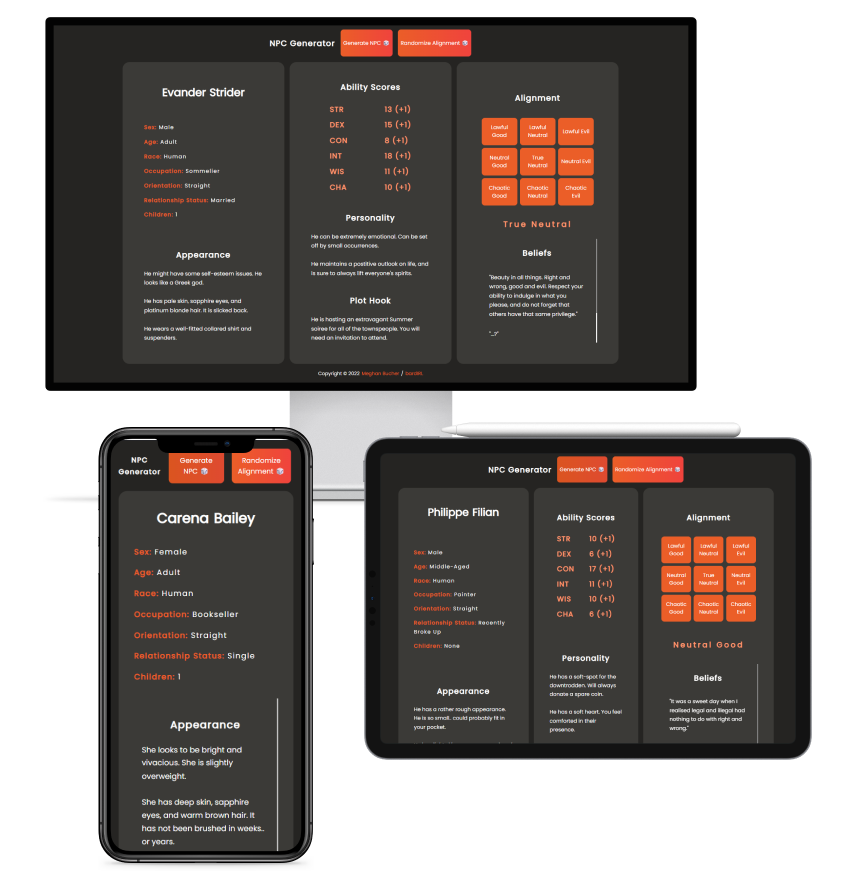 NPC Generator
Generate NPC 🎲
Randomize Alignment 🎲
Evander Strider
Sex: Male
Age: Adult
Race: Human
Occupation: Sommelier
Orientation: Straight
Relationship Status: Married
Children: 1
Appearance
He might have some self-esteem issues. He
looks like a Greek god.
He has pale skin, sapphire eyes, and
platinum blonde hair. It is slicked back.
He wears a well-fitted collared shirt and
suspenders.
Ability Scores
STR 13 (+1)
DEX 15 (+1)
CON 8 (+1)
INT 18 (+1)
WIS 11 (+1)
CHA 10 (+1)
Personality
He can be extremely emotional. Can be set
off by small occurrences.
He maintains a postitive outlook on life, and
is sure to always lift everyone's spirits.
Plot Hook
He is hosting an extravagant Summer
soiree for all of the townspeople. You will
need an invitation to attend.
Alignment
Lawful
Good
Lawful
Neutral
Lawful Evil
Neutral
Good
True
Neutral
Neutral Evil
Chaotic
Good
Chaotic
Neutral
Chaotic
Evil
True Neutral
Beliefs
"Beauty in all things. Right and
wrong, good and evil. Respect your
ability to indulge in what you
please, and do not forget that
others have that same privilege."
Copyright © 2022 Meghan Bucher /
NPC
Generator
Generate
NPC 🎲
Randomize
Alignment 🎲
Carena Bailey
Sex: Female
Age: Adult
Race: Human
Occupation: Bookseller
Orientation: Straight
Relationship Status: Single
Children: 1
Appearance
She looks to be bright and
vivacious. She is slightly
overweight.
She has deep skin, sapphire
eyes, and warm brown hair. It
has not been brushed in weeks..
or years.
NPC Generator
Generate NPC 🎲
Randomize Alignment 🎲
Philippe Filian
Sex: Male
Age: Middle-Aged
Race: Human
Occupation: Painter
Orientation: Straight
Relationship Status: Recently
Broke Up
Children: None
Appearance
He has a rather rough appearance.
He is so small.. could probably fit in
your pocket.
Ability Scores
STR 10 (+1)
DEX 6 (+1)
CON 17 (+1)
INT 11 (+1)
WIS 10 (+1)
CHA 6 (+1)
Personality
He has a soft-spot for the
downtrodden. Will always
donate a spare coin.
He has a soft heart. You feel
comforted in their
presence.
Alignment
Lawful
Good
Lawful
Neutral
Lawful
Evil
Neutral
Good
True
Neutral
Neutral
Evil
Chaotic
Good
Chaotic
Neutral
Chaotic
Evil
Neutral Good
Beliefs
"It was a sweet day when I
realised legal and illegal had
nothing to do with right and
wrong."